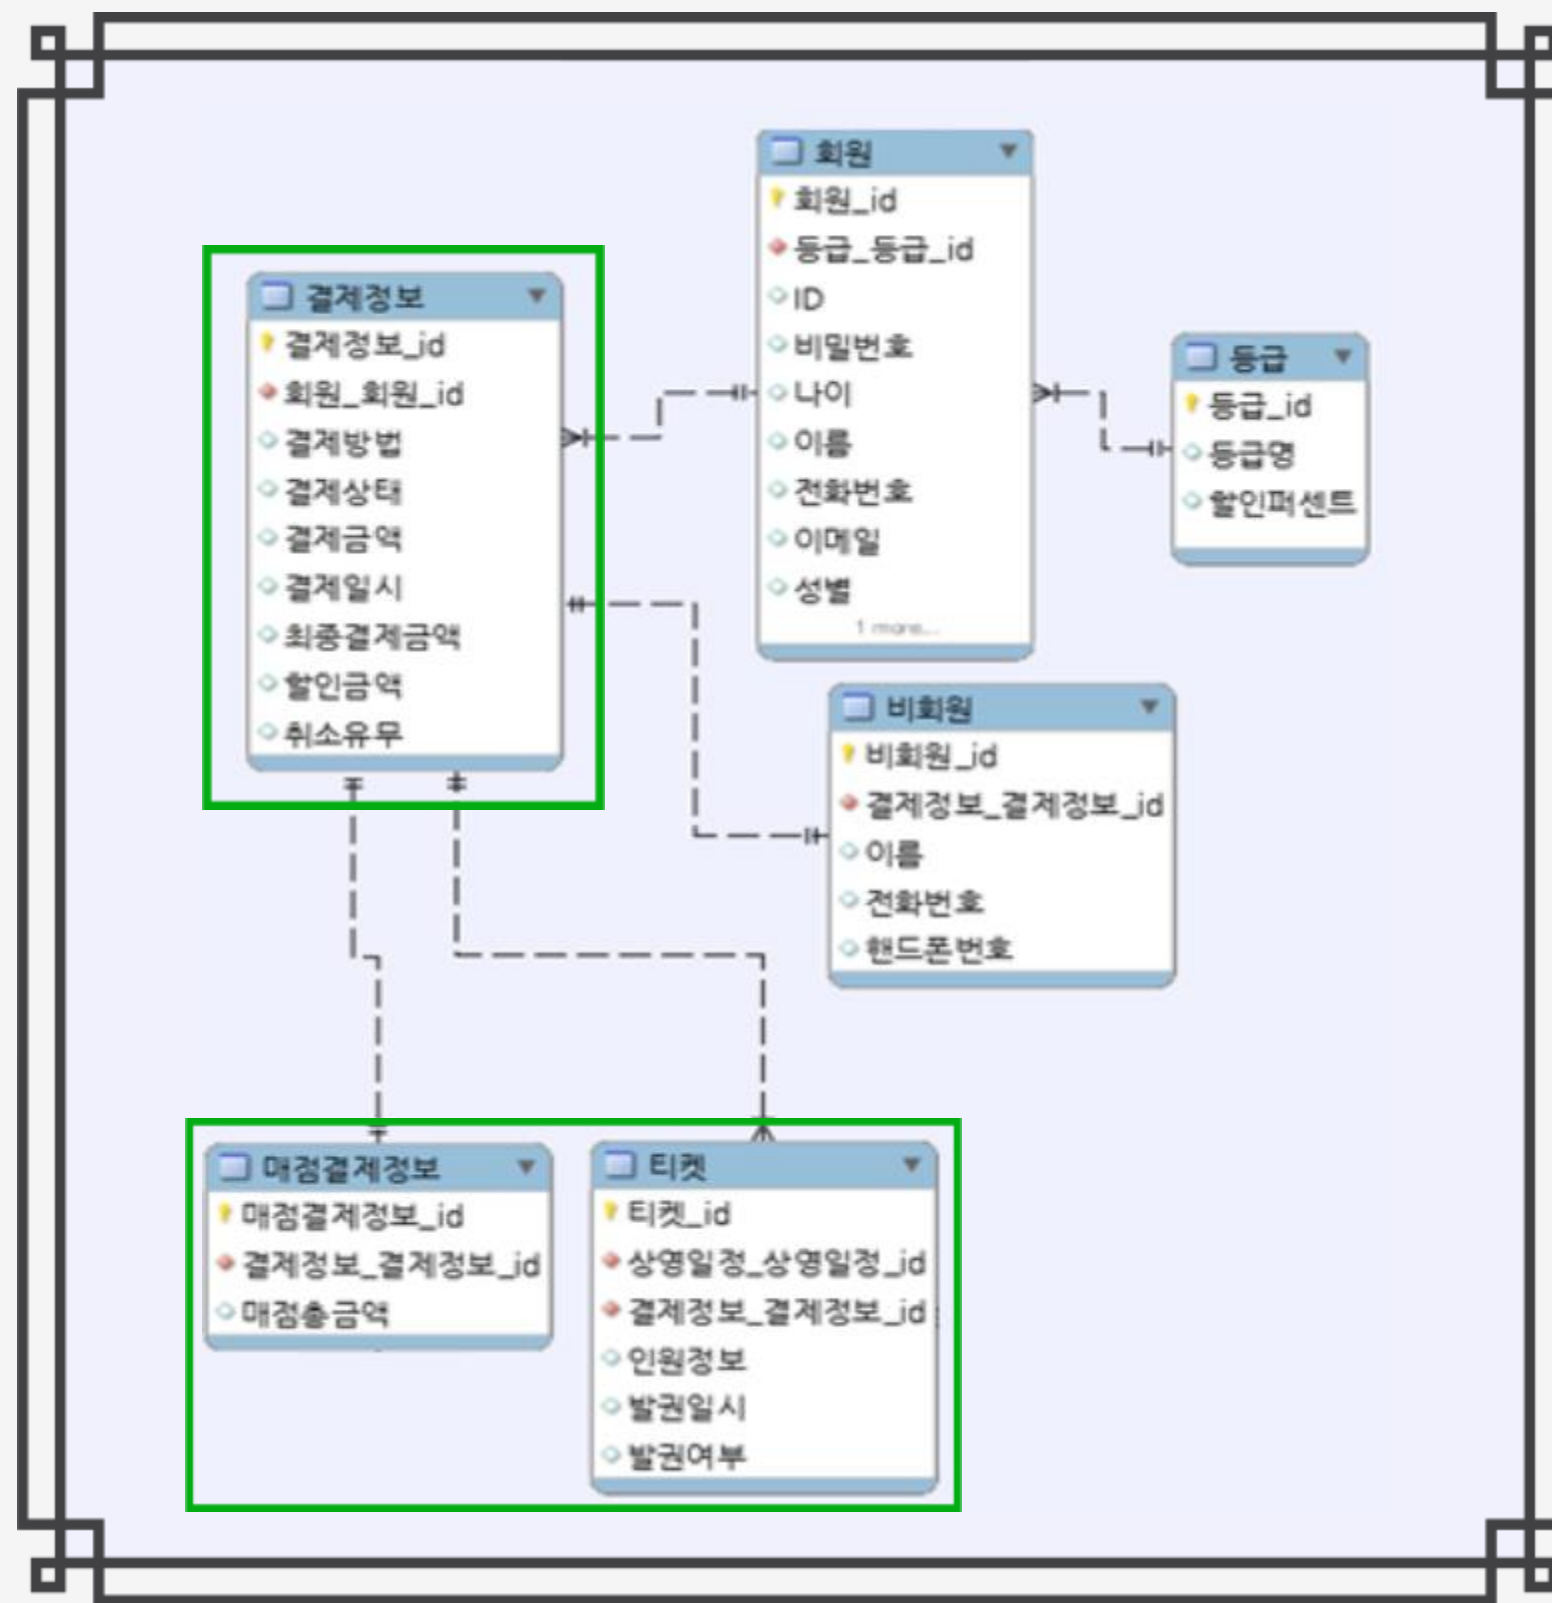 회원
회원_id
등급_등급_id
ID
비밀번호
나이
이름
전화번호
이메일
성별
1 more...
결제정보
결제정보_id
회원_회원_id
결제방법
결제상태
결제금액
결제일시
최종결제금액
할인금액
취소유무
등급
등급_id
등급명
할인퍼센트
비회원
비회원_id
결제정보_결제정보_id
이름
전화번호
핸드폰번호
매점결제정보
매점결제정보_id
결제정보_결제정보_id
매점총금액
티켓
티켓_id
상영일정_상영일정_id
결제정보_결제정보_id
인원정보
발권일시
발권여부